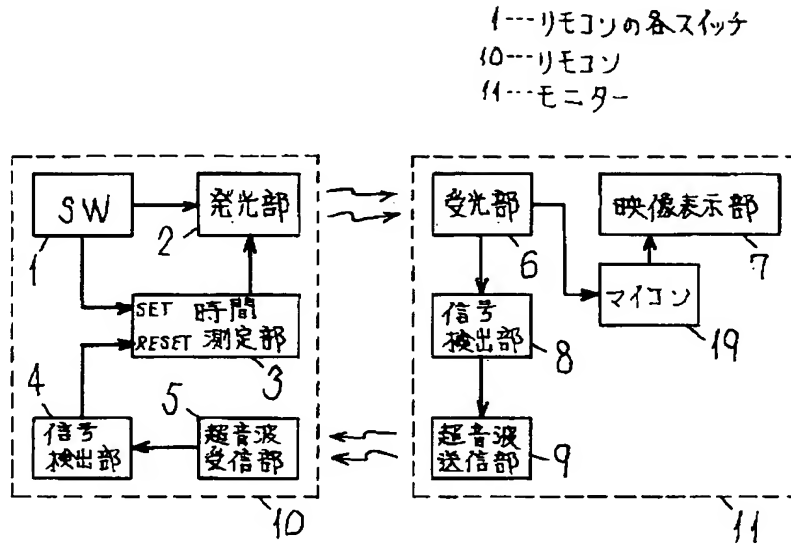 1---リモコンの各スイッチ
10---リモコン
11---モニター
SW
1
発光部
2
SET
RESET
時間
測定部
3
4
信号
検出部
5
超音波
受信部
10
受光部
6
映像表示部
7
マイコン
19
信号
検出部
8
超音波
送信部
9
11